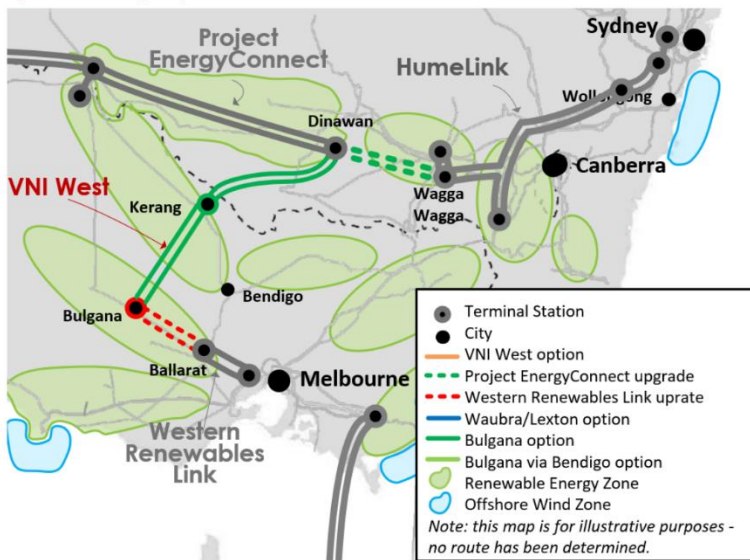 Sydney
Project
EnergyConnect
HumeLink
Wollongong
Dinawan
Canberra
VNI West
Kerang
Wagga
Wagga
Bendigo
Bulgana
Ballarat
Melbourne
Western
Renewables
Link
Terminal Station
City
VNI West option
Project EnergyConnect upgrade
Western Renewables Link uprate
Waubra/Lexton option
Bulgana option
Bulgana via Bendigo option
Renewable Energy Zone
Offshore Wind Zone
Note: this map is for illustrative purposes -
no route has been determined.